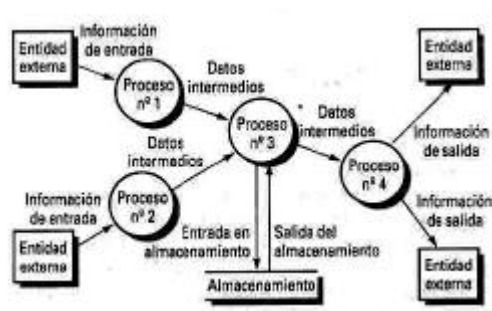 Entidad
externa
Información
de entrada
Proceso
nº 1
Datos
intermedios
Proceso
nº 3
Datos
intermedios
Entidad
externa
Información
de salida
Datos
intermedios
Información
de entrada
Proceso
nº 2
Entidad
externa
Proceso
nº 4
Información
de salida
Entidad
externa
Entrada en
almacenamiento
Salida del
almacenamiento
Almacenamiento